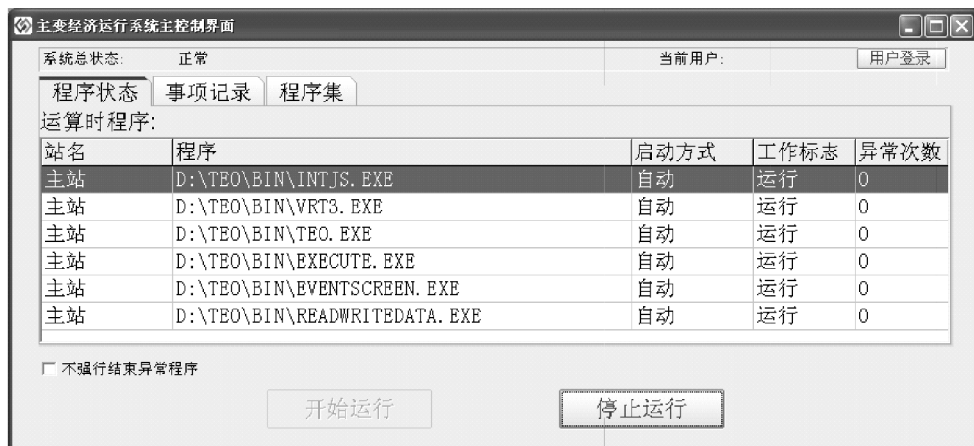 主变经济运行系统主控制界面
系统总状态: 正常 当前用户: 用户登录
程序状态 事项记录 程序集
运算时程序:
站名 程序 启动方式 工作标志 异常次数
主站 D:\TEO\BIN\INTJS.EXE 自动 运行 0
主站 D:\TEO\BIN\VRT3.EXE 自动 运行 0
主站 D:\TEO\BIN\TEO.EXE 自动 运行 0
主站 D:\TEO\BIN\EXECUTE.EXE 自动 运行 0
主站 D:\TEO\BIN\EVENTSCREEN.EXE 自动 运行 0
主站 D:\TEO\BIN\READWRITEDATA.EXE 自动 运行 0
不强行结束异常程序
开始运行 停止运行